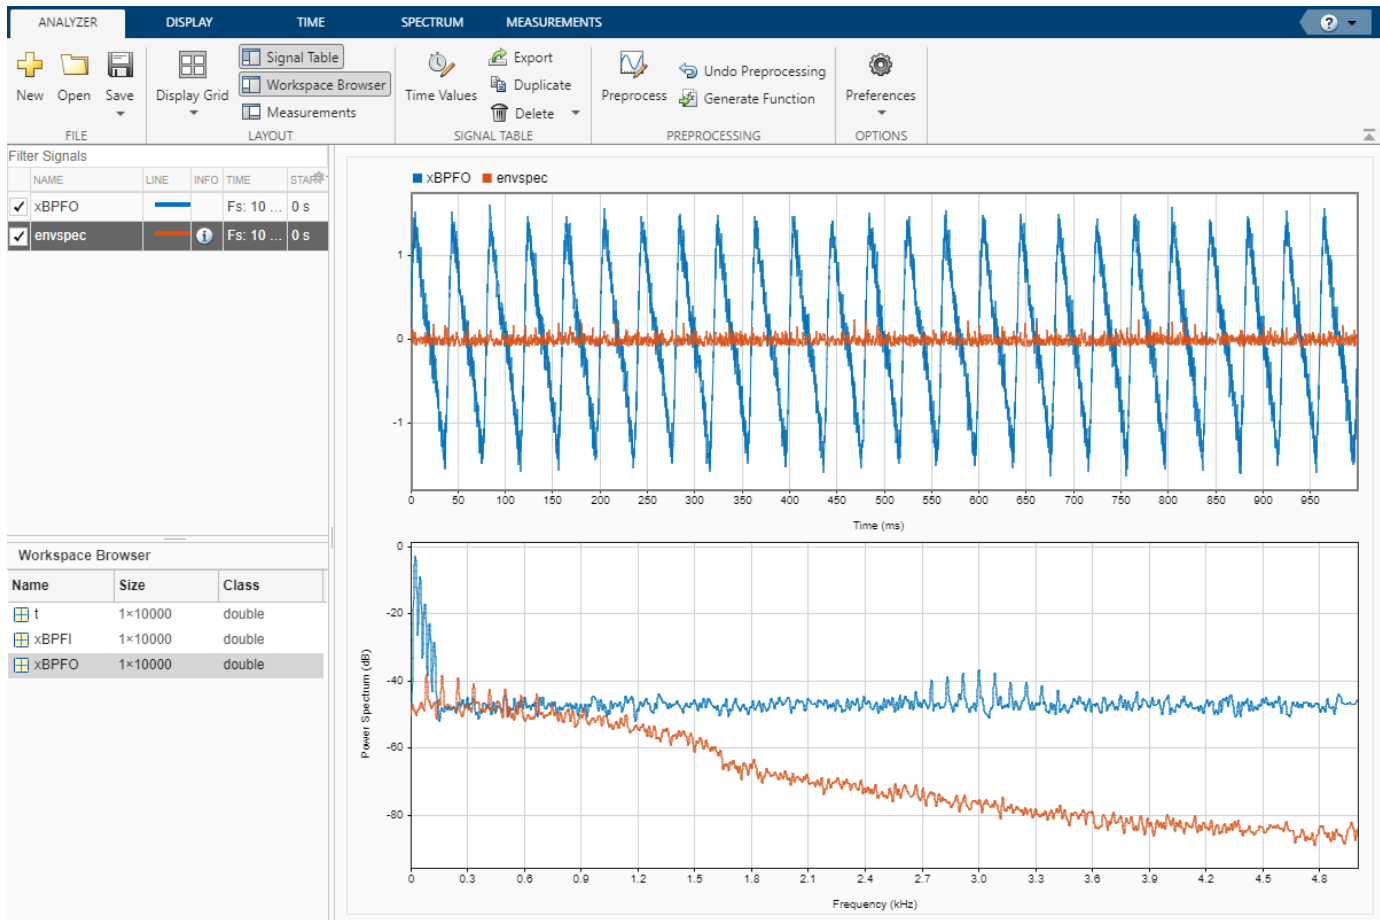 ANALYZER DISPLAY TIME SPECTRUM MEASUREMENTS ?
New Open Save Display Grid Signal Table Workspace Browser Measurements Time Values Export Duplicate Delete Preprocess Undo Preprocessing Generate Function Preferences
FILE LAYOUT SIGNAL TABLE PREPROCESSING OPTIONS
Filter Signals
NAME LINE INFO TIME STAR
xBPFO Fs: 10 ... 0 s
envspec i Fs: 10 ... 0 s
Workspace Browser
Name Size Class
t 1×10000 double
xBPFI 1×10000 double
xBPFO 1×10000 double
xBPFO envspec
1
0
-1
0 50 100 150 200 250 300 350 400 450 500 550 600 650 700 750 800 850 900 950
Time (ms)
Power Spectrum (dB)
0
-20
-40
-60
-80
0 0.3 0.6 0.9 1.2 1.5 1.8 2.1 2.4 2.7 3.0 3.3 3.6 3.9 4.2 4.5 4.8
Frequency (kHz)